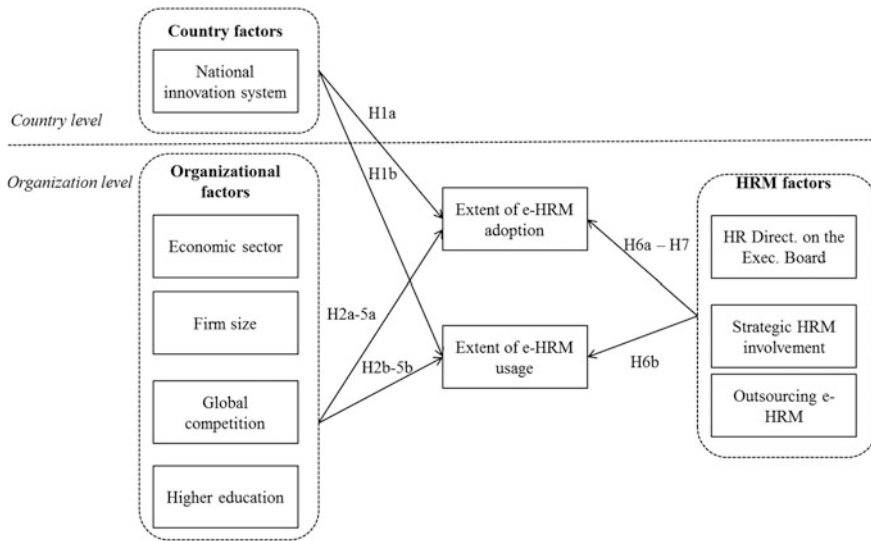 Country factors
National
innovation system
Country level
H1a
Organization level
H1b
Organizational
factors
HRM factors
Economic sector
Extent of e-HRM
adoption
HR Direct. on the
Exec. Board
H6a – H7
Firm size
H2a-5a
Strategic HRM
involvement
Extent of e-HRM
usage
H2b-5b
H6b
Global
competition
Outsourcing e-
HRM
Higher education